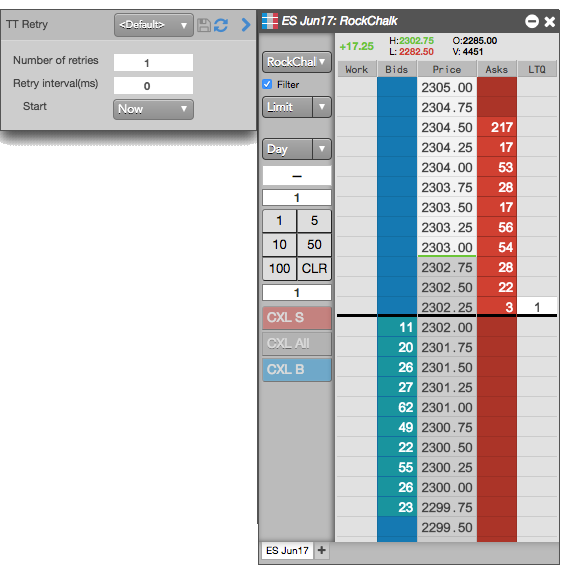 TT Retry <Default>
Number of retries 1
Retry interval(ms) 0
Start Now
ES Jun17: RockChalk
+17.25 H:2302.75 O:2285.00
L: 2282.50 V: 4451
RockChal
Filter
Limit
Day
–
1
1 5
10 50
100 CLR
1
CXL S
CXL All
CXL B
Work Bids Price Asks LTQ
2305.00
2304.75
2304.50 217
2304.25 17
2304.00 53
2303.75 28
2303.50 17
2303.25 56
2303.00 54
2302.75 28
2302.50 22
2302.25 3 1
11 2302.00
20 2301.75
26 2301.50
27 2301.25
62 2301.00
49 2300.75
22 2300.50
55 2300.25
26 2300.00
23 2299.75
2299.50
ES Jun17 +